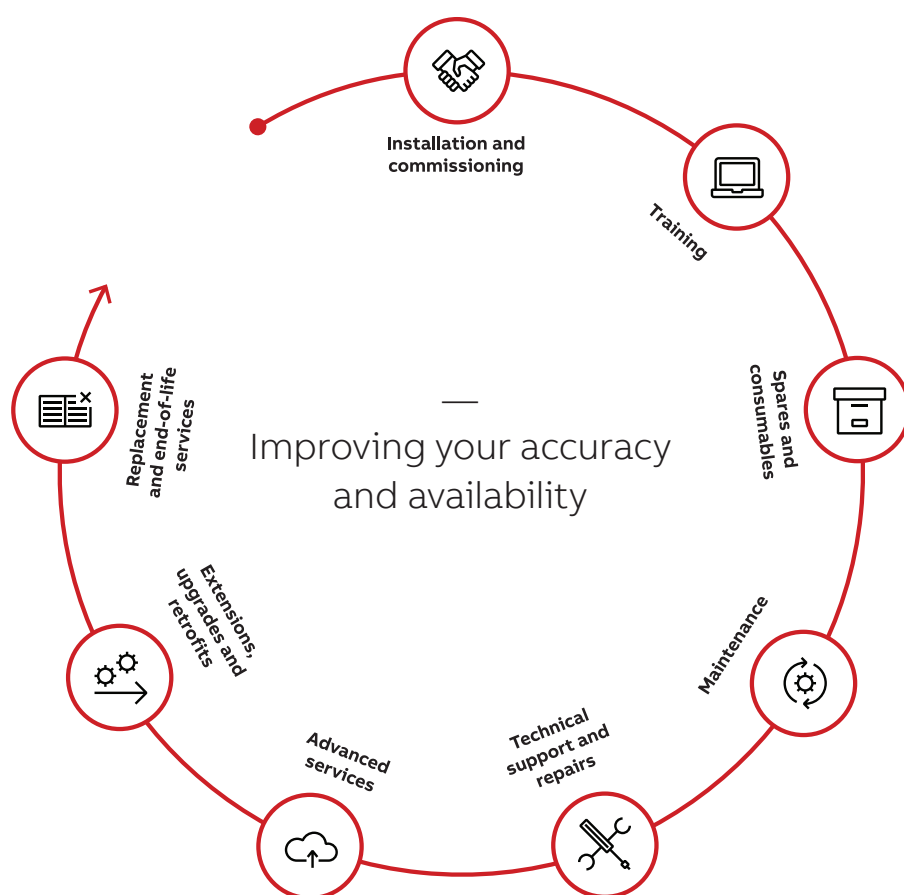 Installation and
commissioning
Training
Spares and
consumables
Maintenance
Technical
support and
repairs
Advanced
services
Extensions,
upgrades and
retrofits
Replacement
and end-of-life
services
Improving your accuracy
and availability